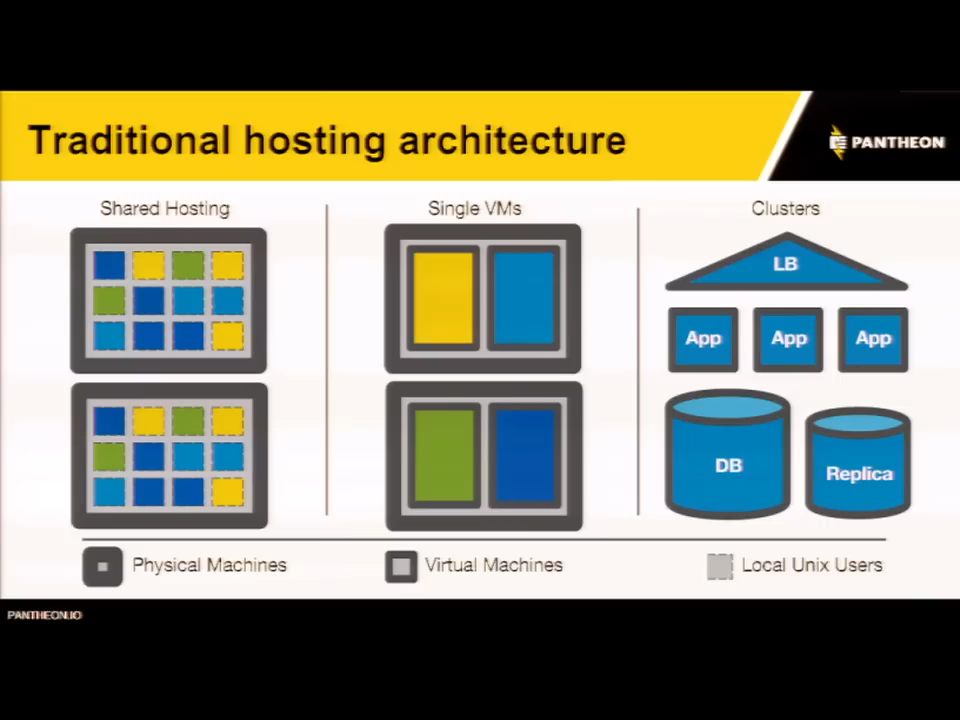 Traditional hosting architecture
PANTHEON
Shared Hosting
Single VMs
Clusters
LB
App
App
App
DB
Replica
Physical Machines
Virtual Machines
Local Unix Users
PANTHEON.IO